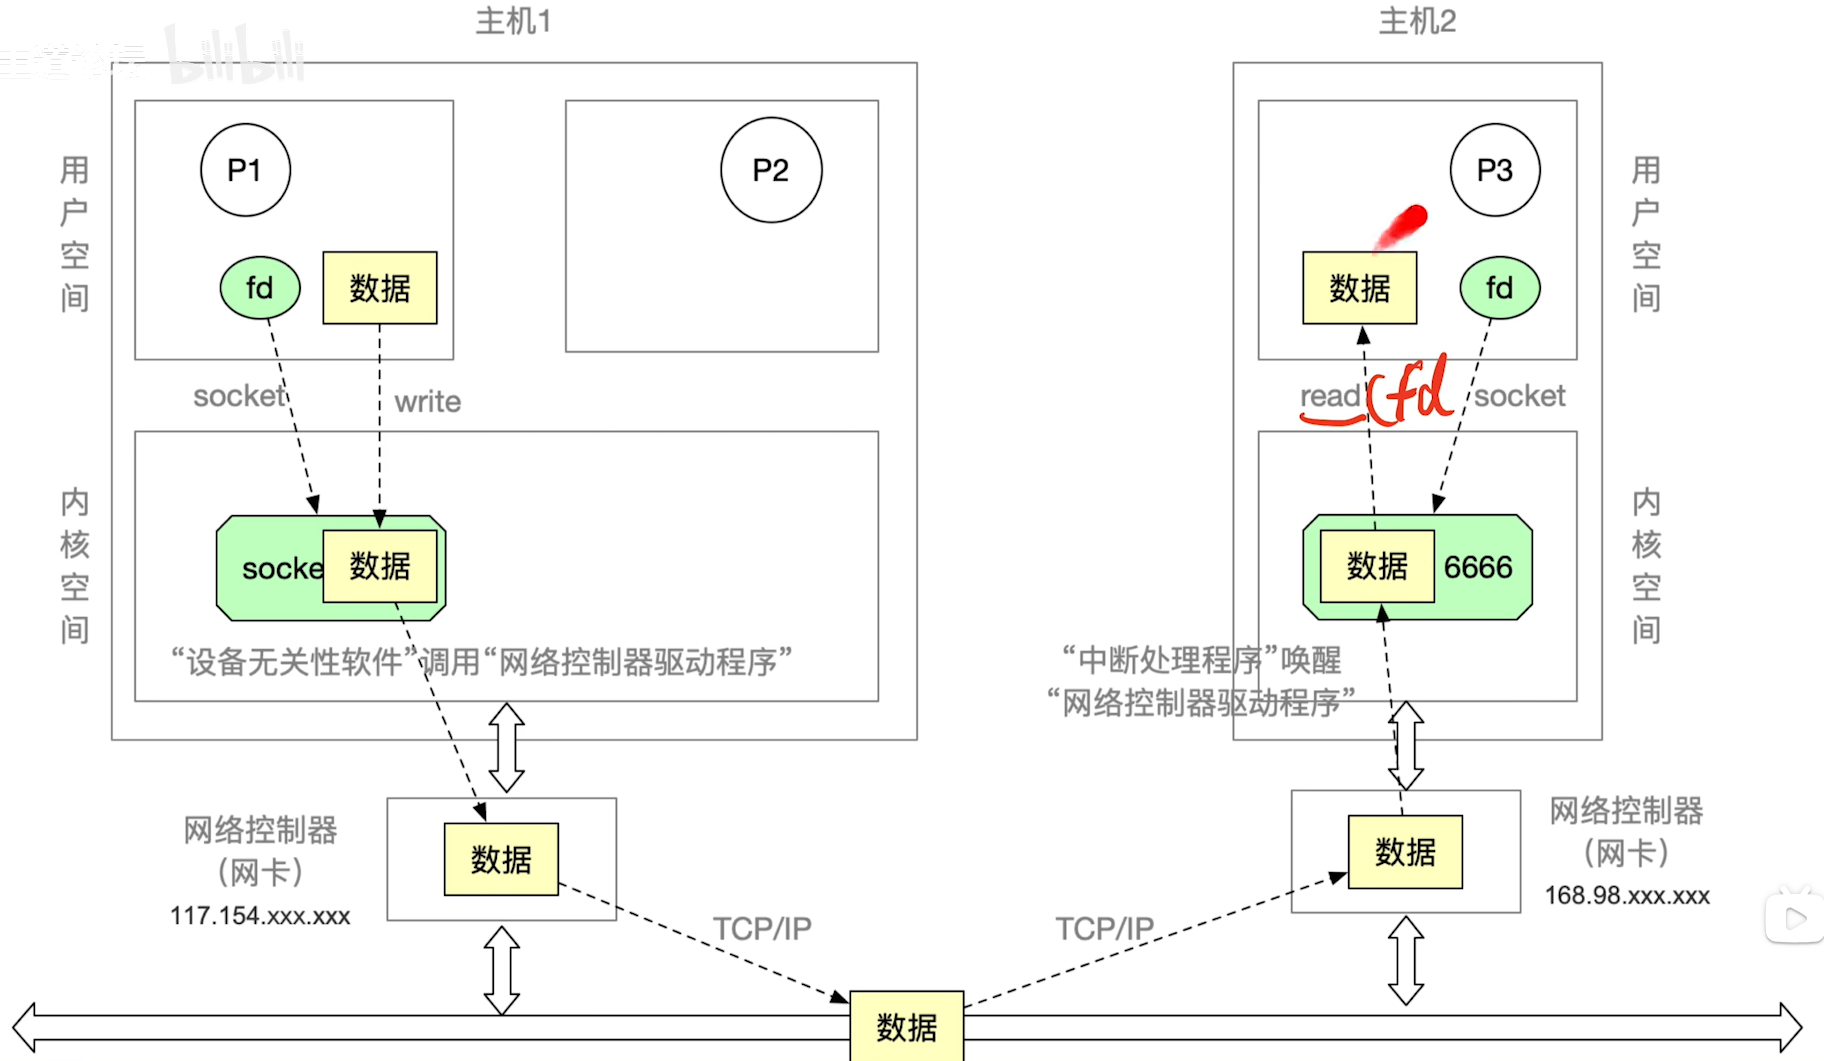 主机1
主机2
bilibili
P1
P2
P3
用户空间
fd
数据
数据
fd
用户空间
socket
write
read
(fd
socket
内核空间
socke
数据
数据
6666
内核空间
“设备无关性软件”调用“网络控制器驱动程序”
“中断处理程序”唤醒
“网络控制器驱动程序”
网络控制器
（网卡）
117.154.xxx.xxx
数据
数据
网络控制器
（网卡）
168.98.xxx.xxx
TCP/IP
TCP/IP
数据